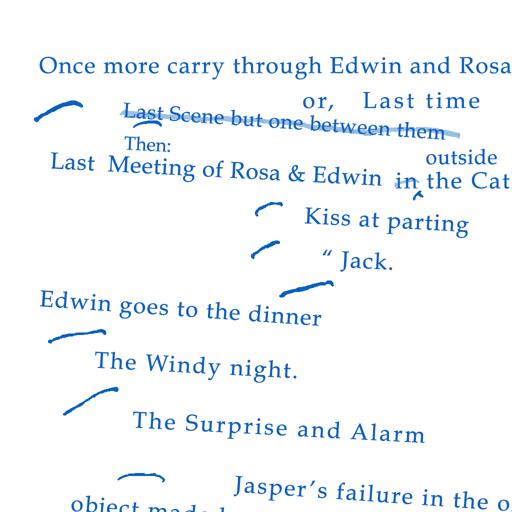 Once more carry through Edwin and Rosa
or, Last time
Last Scene but one between them
Then:
outside
Last Meeting of Rosa & Edwin in the Cat
Kiss at parting
“ Jack.
Edwin goes to the dinner
The Windy night.
The Surprise and Alarm
Jasper’s failure in the o
object made